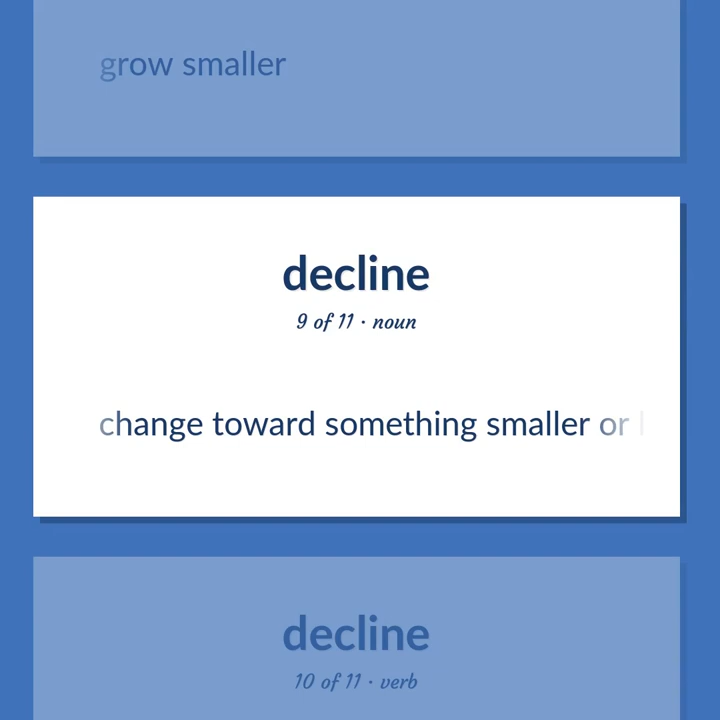 grow smaller
decline
9 of 11 · noun
change toward something smaller or
decline
10 of 11 · verb